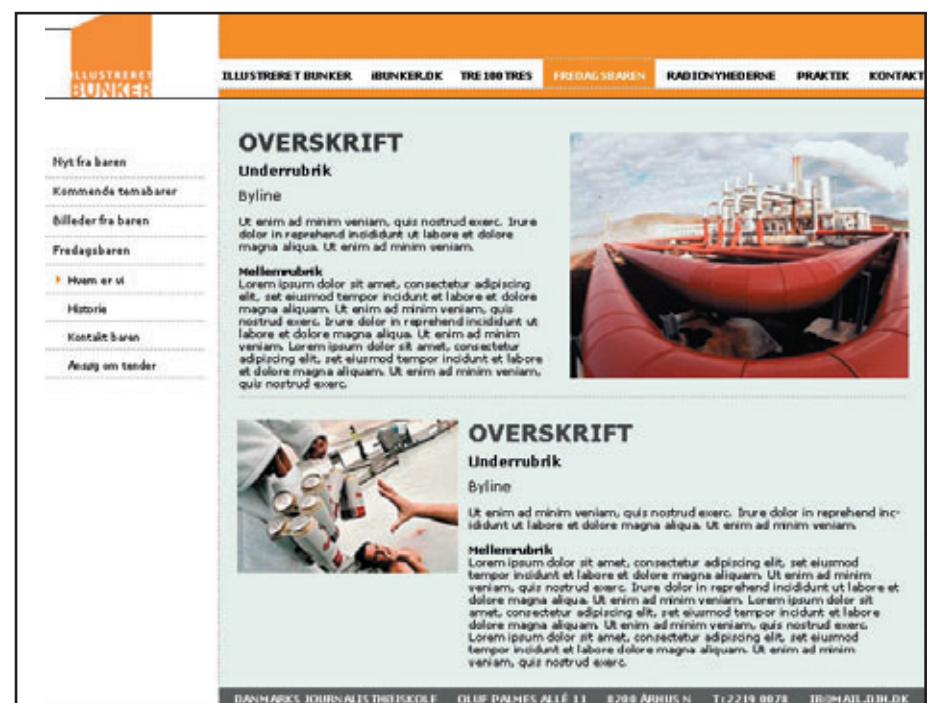 ILLUSTRERET
BUNKER
ILLUSTRERET BUNKER iBUNKER.DK TRE100TRES FREDAGSBAREN RADIONYHEDERNE PRAKTIK KONTAKT
Nyt fra baren
Kommende temabarer
Billeder fra baren
Fredagsbaren
Hvem er vi
Historie
Kontakt baren
Ansøg om tender
OVERSKRIFT
Underrubrik
Byline
Ut enim ad minim veniam, quis nostrud exerc. Irure
dolor in reprehend incididunt ut labore et dolore
magna aliqua. Ut enim ad minim veniam.
Mellemrubrik
Lorem ipsum dolor sit amet, consectetur adipiscing
elit, set eiusmod tempor incidunt et labore et dolore
magna aliquam. Ut enim ad minim veniam, quis
nostrud exerc. Irure dolor in reprehend incididunt ut
labore et dolore magna aliqua. Ut enim ad minim
veniam. Lorem ipsum dolor sit amet, consectetur
adipiscing elit, set eiusmod tempor incidunt et labore
et dolore magna aliquam. Ut enim ad minim veniam,
quis nostrud exerc.
OVERSKRIFT
Underrubrik
Byline
Ut enim ad minim veniam, quis nostrud exerc. Irure dolor in reprehend inc-
ididunt ut labore et dolore magna aliqua. Ut enim ad minim veniam.
Mellemrubrik
Lorem ipsum dolor sit amet, consectetur adipiscing elit, set eiusmod
tempor incidunt et labore et dolore magna aliquam. Ut enim ad minim
veniam, quis nostrud exerc. Irure dolor in reprehend incididunt ut labore et
dolore magna aliqua. Ut enim ad minim veniam. Lorem ipsum dolor sit
amet, consectetur adipiscing elit, set eiusmod tempor incidunt et labore
dolore magna aliquam. Ut enim ad minim veniam, quis nostrud exerc.
Lorem ipsum dolor sit amet, consectetur adipiscing elit, set eiusmod
tempor incidunt et labore et dolore magna aliquam. Ut enim ad minim
veniam, quis nostrud exerc.
DANMARKS JOURNALISTHØJSKOLE OLUF PALMES ALLÉ 11 8200 ÅRHUS N T:2219 0078 IB@MAIL.DJH.DK